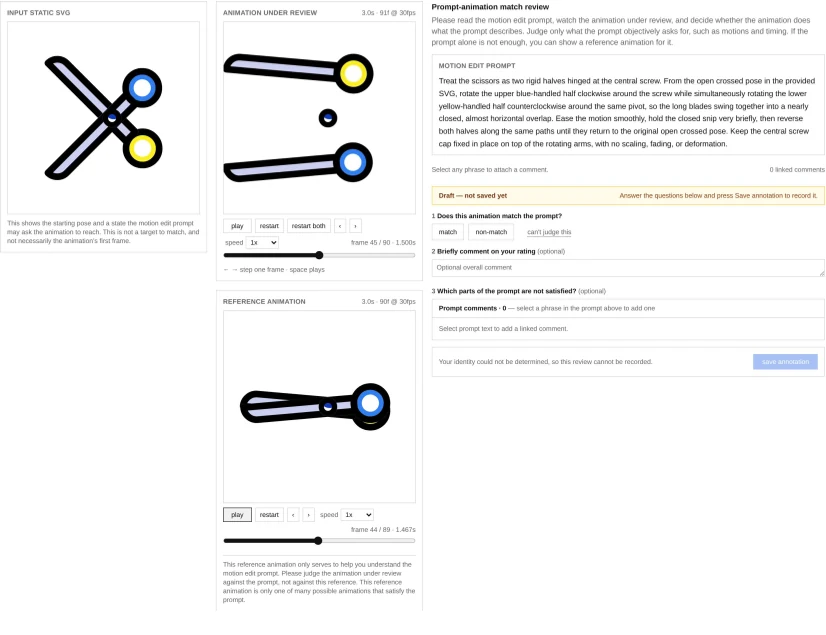 INPUT STATIC SVG
This shows the starting pose and a state the motion edit prompt
may ask the animation to reach. This is not a target to match, and
not necessarily the animation's first frame.
ANIMATION UNDER REVIEW
3.0s · 91f @ 30fps
play
restart
restart both
‹
›
speed
1x
frame 45 / 90 · 1.500s
← → step one frame · space plays
REFERENCE ANIMATION
3.0s · 90f @ 30fps
play
restart
‹
›
speed
1x
frame 44 / 89 · 1.467s
This reference animation only serves to help you understand the
motion edit prompt. Please judge the animation under review
against the prompt, not against this reference. This reference
animation is only one of many possible animations that satisfy the
prompt.
Prompt-animation match review
Please read the motion edit prompt, watch the animation under review, and decide whether the animation does
what the prompt describes. Judge only what the prompt objectively asks for, such as motions and timing. If the
prompt alone is not enough, you can show a reference animation for it.
MOTION EDIT PROMPT
Treat the scissors as two rigid halves hinged at the central screw. From the open crossed pose in the provided
SVG, rotate the upper blue-handled half clockwise around the screw while simultaneously rotating the lower
yellow-handled half counterclockwise around the same pivot, so the long blades swing together into a nearly
closed, almost horizontal overlap. Ease the motion smoothly, hold the closed snip very briefly, then reverse
both halves along the same paths until they return to the original open crossed pose. Keep the central screw
cap fixed in place on top of the rotating arms, with no scaling, fading, or deformation.
Select any phrase to attach a comment.
0 linked comments
Draft — not saved yet
Answer the questions below and press Save annotation to record it.
1 Does this animation match the prompt?
match
non-match
can't judge this
2 Briefly comment on your rating (optional)
Optional overall comment
3 Which parts of the prompt are not satisfied? (optional)
Prompt comments · 0 — select a phrase in the prompt above to add one
Select prompt text to add a linked comment.
Your identity could not be determined, so this review cannot be recorded.
save annotation